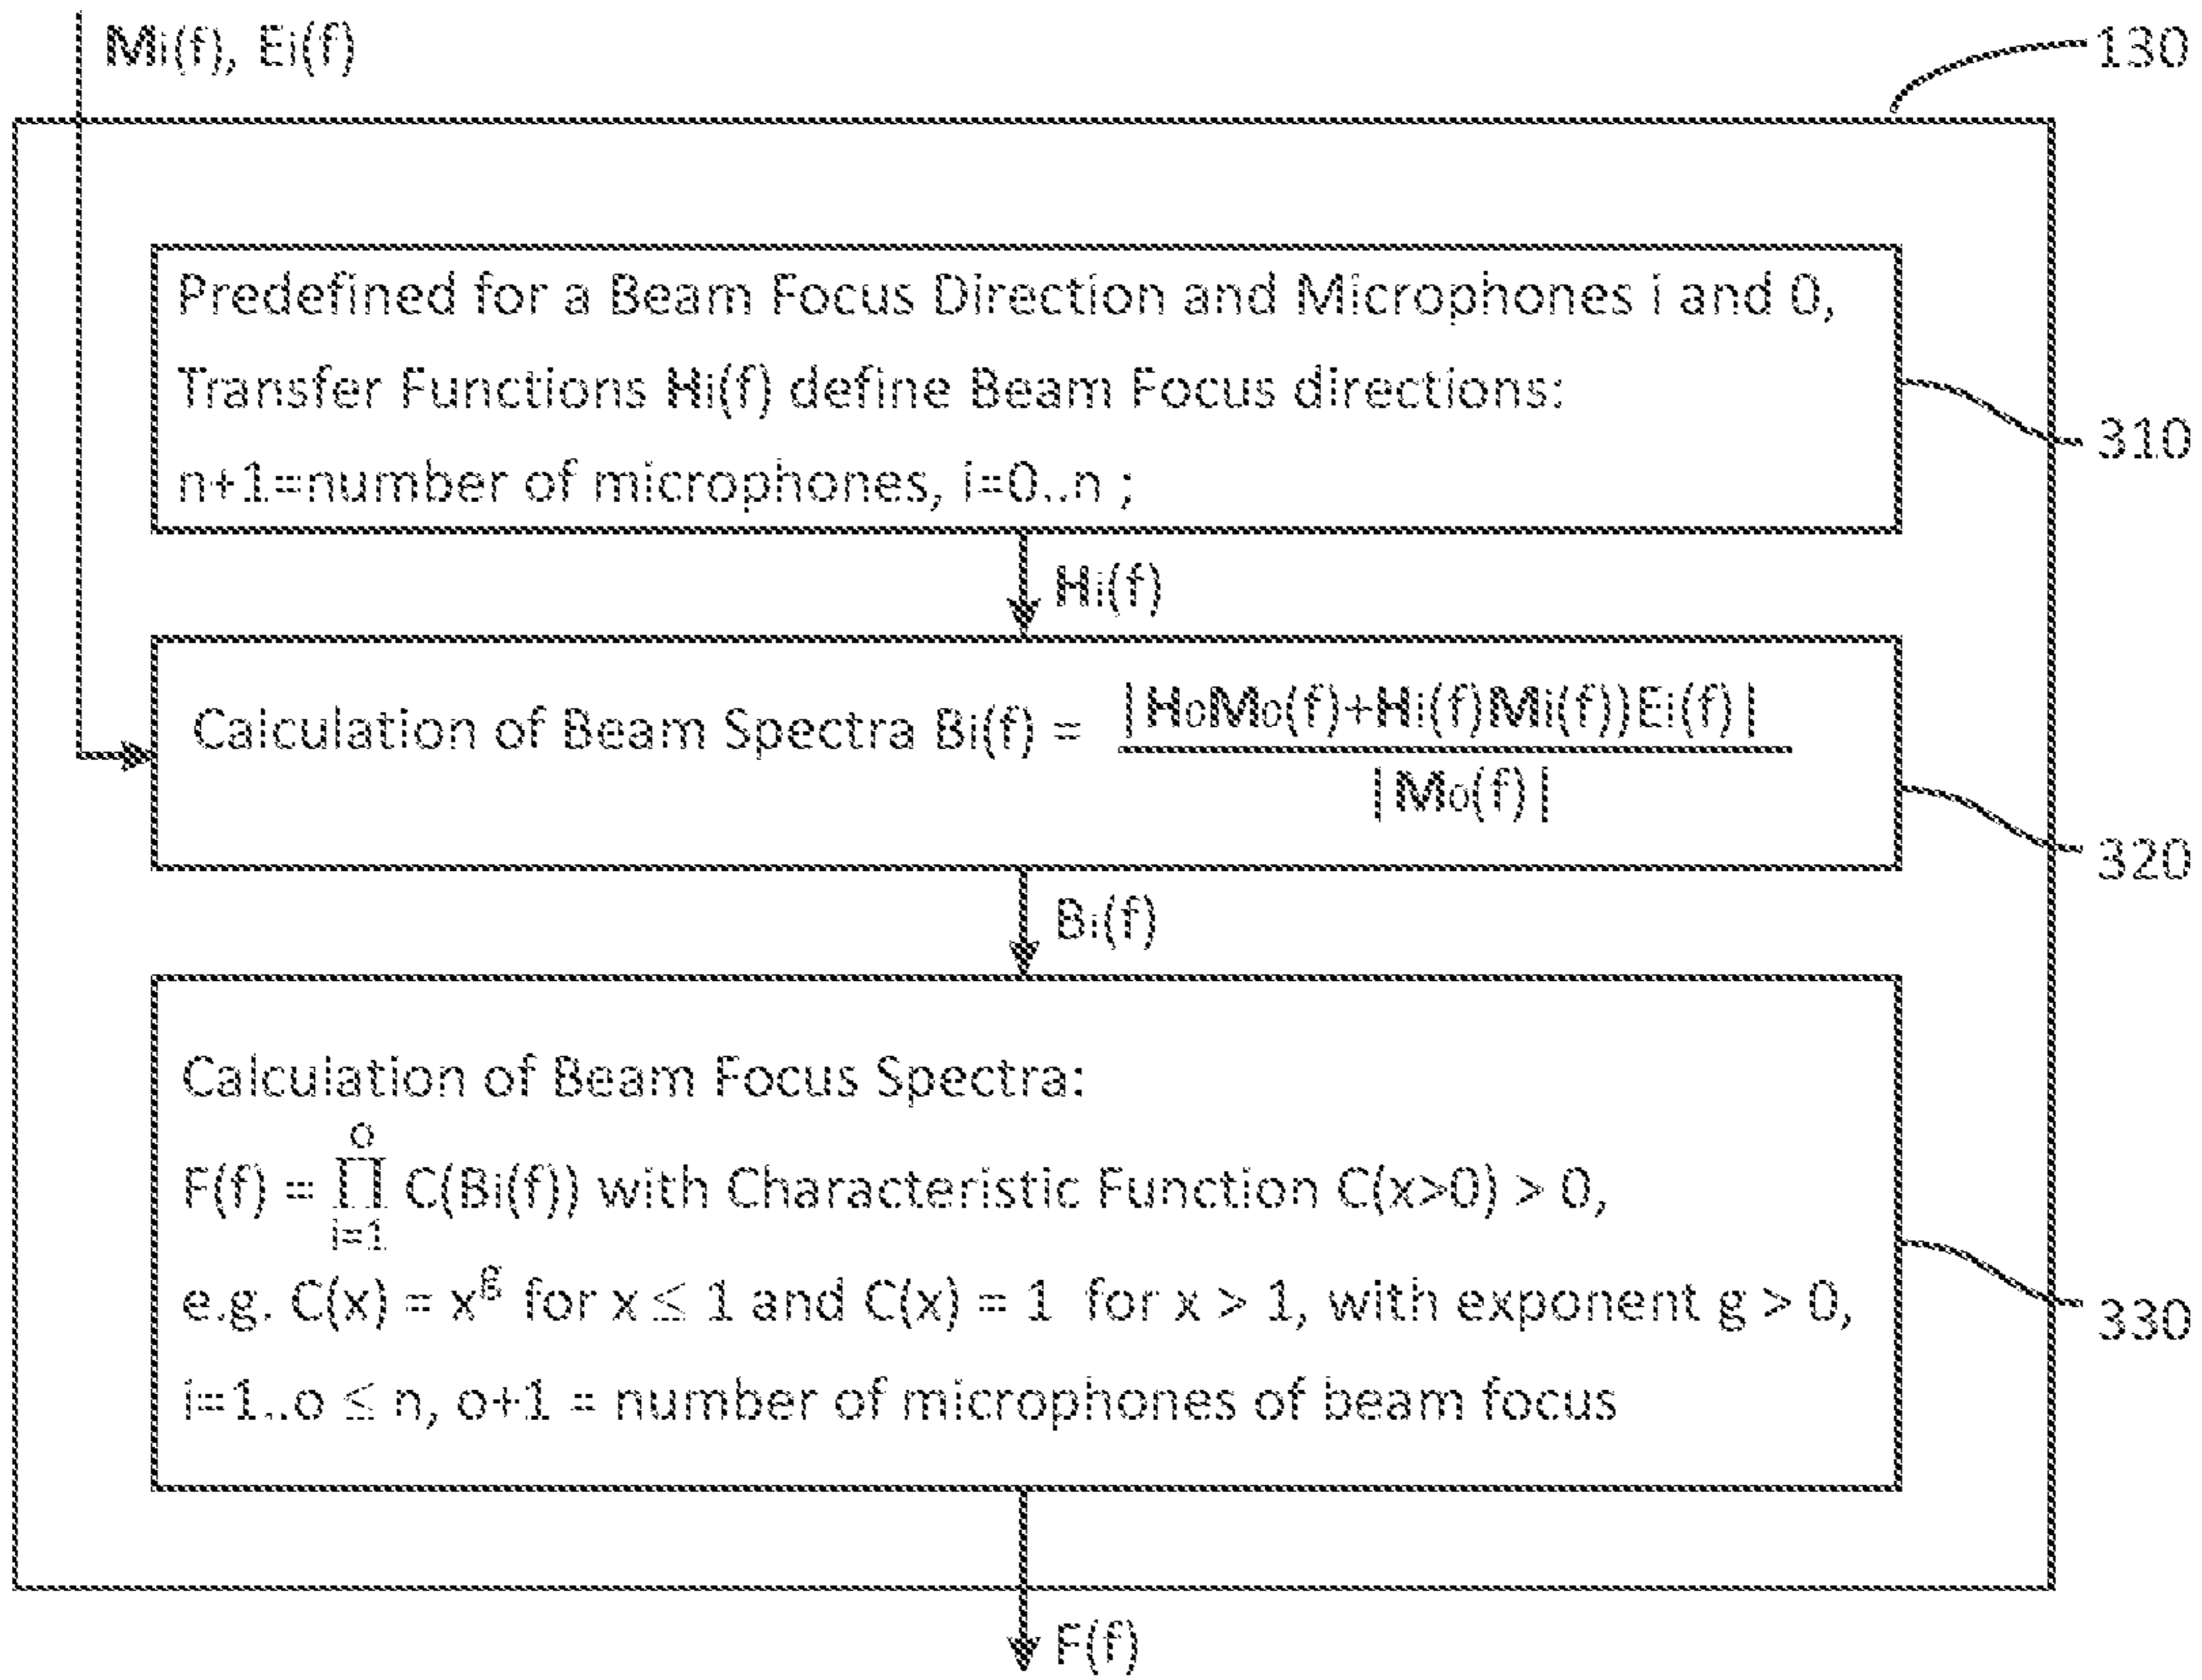 Mi(f), Ei(f)
130
Predefined for a Beam Focus Direction and Microphones i and 0,
Transfer Functions Hi(f) define Beam Focus directions:
n+1=number of microphones, i=0..n ;
310
Hi(f)
Calculation of Beam Spectra Bi(f) = |H0M0(f)+Hi(f)Mi(f))Ei(f)|
|M0(f)|
320
Bi(f)
Calculation of Beam Focus Spectra:
o
F(f) = ∏ C(Bi(f)) with Characteristic Function C(x>0) > 0,
i=1
e.g. C(x) = x^g for x ≤ 1 and C(x) = 1 for x > 1, with exponent g > 0,
330
i=1..o ≤ n, o+1 = number of microphones of beam focus
F(f)